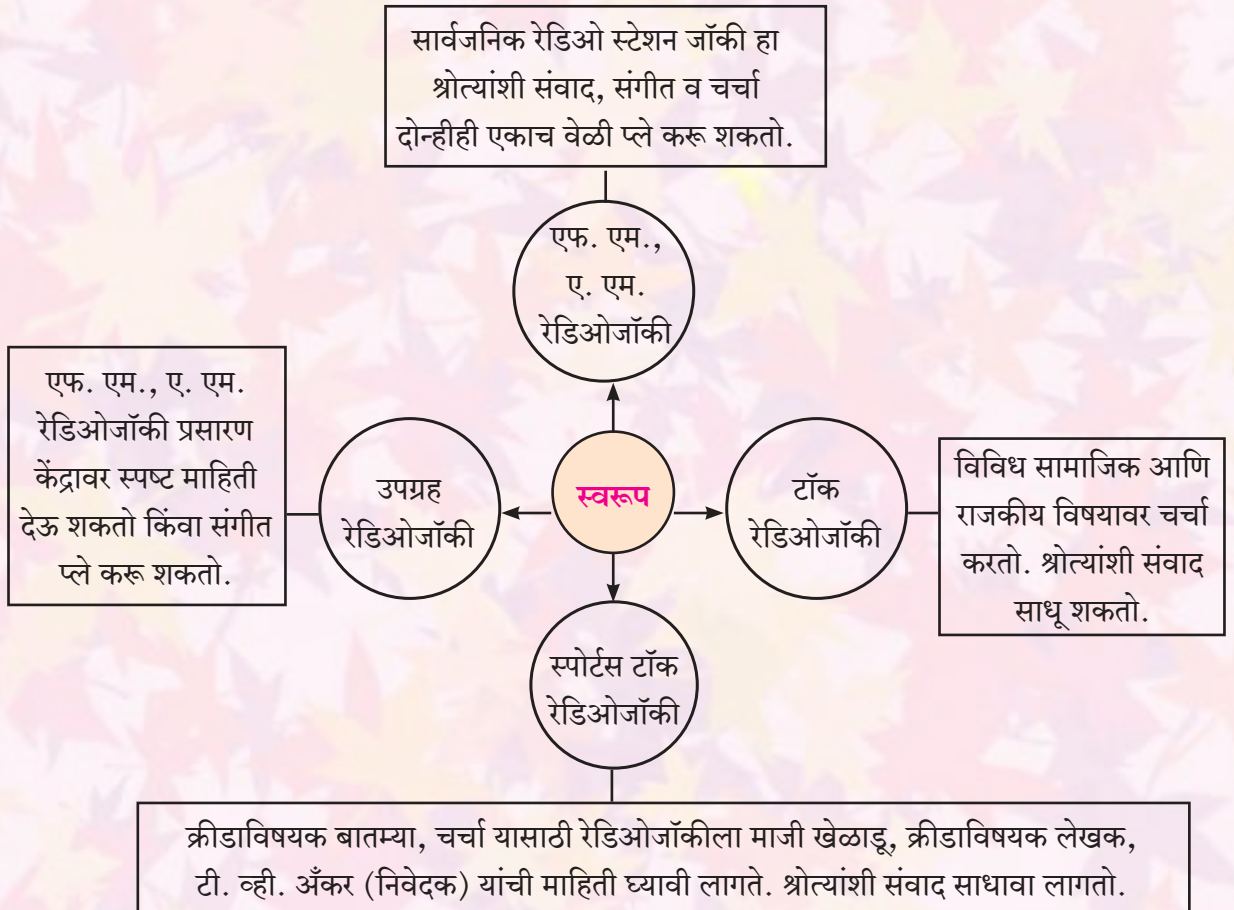 सार्वजनिक रेडिओ स्टेशन जॉकी हा
श्रोत्यांशी संवाद, संगीत व चर्चा
दोन्हीही एकाच वेळी प्ले करू शकतो.
एफ. एम.,
ए. एम.
रेडिओजॉकी
एफ. एम., ए. एम.
रेडिओजॉकी प्रसारण
केंद्रावर स्पष्ट माहिती
देऊ शकतो किंवा संगीत
प्ले करू शकतो.
उपग्रह
रेडिओजॉकी
स्वरूप
टॉक
रेडिओजॉकी
विविध सामाजिक आणि
राजकीय विषयावर चर्चा
करतो. श्रोत्यांशी संवाद
साधू शकतो.
स्पोर्टस टॉक
रेडिओजॉकी
क्रीडाविषयक बातम्या, चर्चा यासाठी रेडिओजॉकीला माजी खेळाडू, क्रीडाविषयक लेखक,
टी. व्ही. अँकर (निवेदक) यांची माहिती घ्यावी लागते. श्रोत्यांशी संवाद साधावा लागतो.